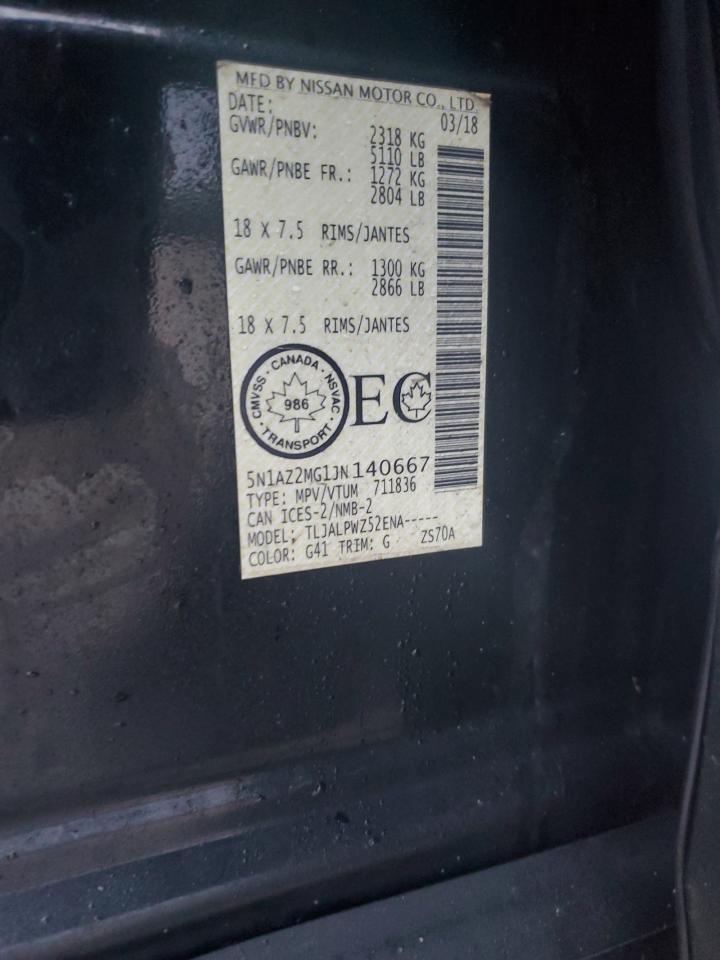 MFD BY NISSAN MOTOR CO., LTD.
DATE: 03/18
GVWR/PNBV: 2318 KG
5110 LB
GAWR/PNBE FR.: 1272 KG
2804 LB
18 X 7.5 RIMS/JANTES
GAWR/PNBE RR.: 1300 KG
2866 LB
18 X 7.5 RIMS/JANTES
CMVSS · CANADA · NSVAC · TRANSPORT ·
986
EC
5N1AZ2MG1JN140667
TYPE: MPV/VTUM 711836
CAN ICES-2/NMB-2
MODEL: TLJALPWZ52ENA-----
COLOR: G41 TRIM: G ZS70A